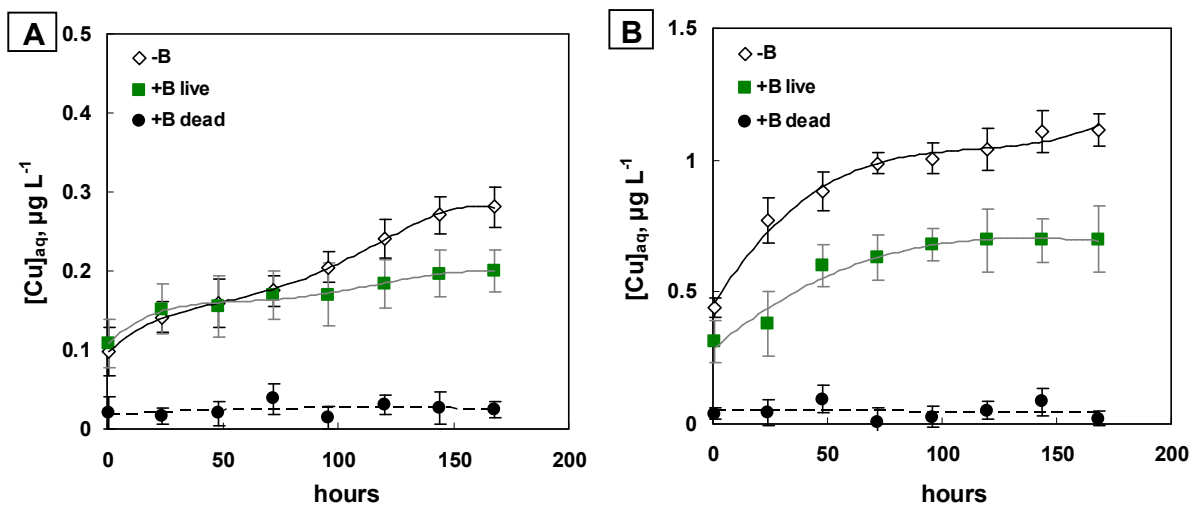 A
0.5
0.4
0.3
0.2
0.1
0
[Cu]aq, µg L-1
-B
+B live
+B dead
0 50 100 150 200
hours
B
1.5
1
0.5
0
[Cu]aq, µg L-1
-B
+B live
+B dead
0 50 100 150 200
hours